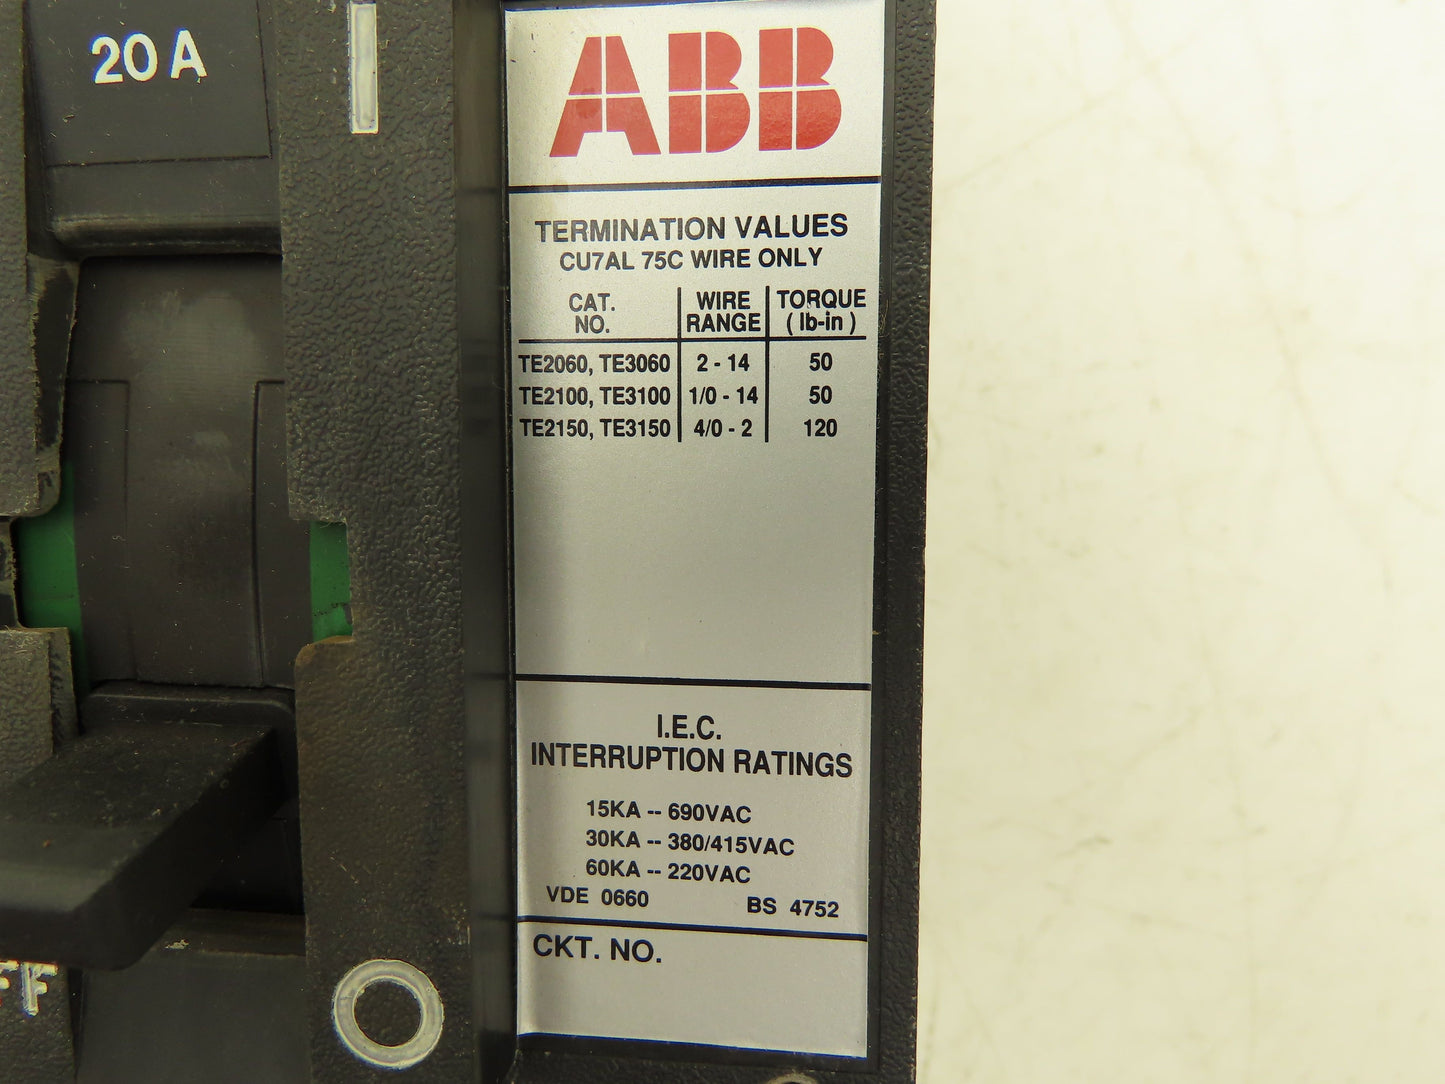 20 A
ABB
TERMINATION VALUES
CU7AL 75C WIRE ONLY
CAT. NO. WIRE RANGE TORQUE ( lb-in )
TE2060, TE3060 2 - 14 50
TE2100, TE3100 1/0 - 14 50
TE2150, TE3150 4/0 - 2 120
I.E.C.
INTERRUPTION RATINGS
15KA -- 690VAC
30KA -- 380/415VAC
60KA -- 220VAC
VDE 0660 BS 4752
CKT. NO.
FF